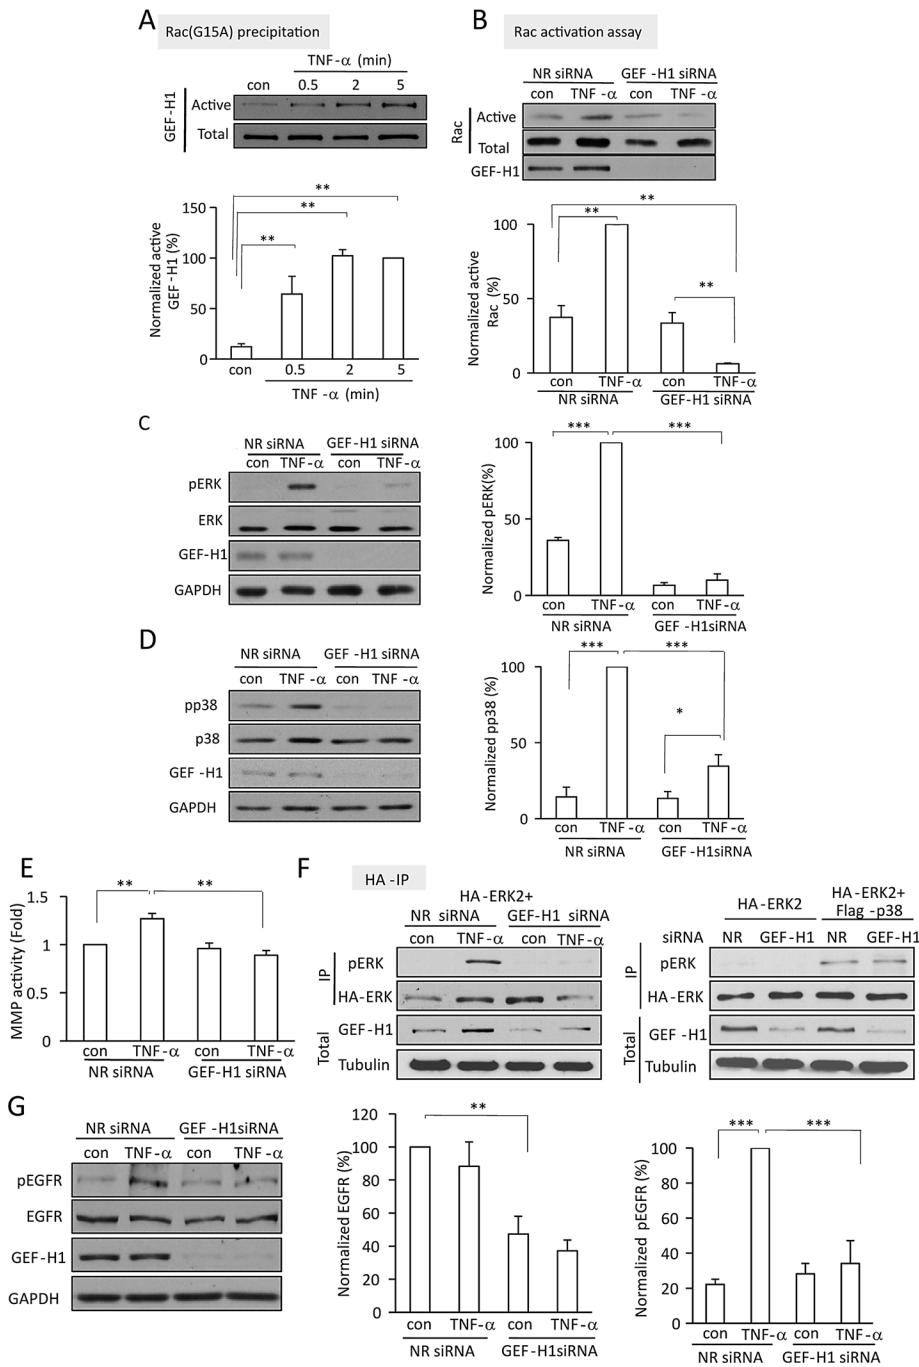 A
Rac(G15A) precipitation
TNF-α (min)
con 0.5 2 5
GEF-H1
Active
Total
** 
**
**
Normalized active
GEF-H1 (%)
150
100
50
0
con 0.5 2 5
TNF-α (min)
B
Rac activation assay
NR siRNA GEF-H1 siRNA
con TNF-α con TNF-α
Rac
Active
Total
GEF-H1
**
**
**
Normalized active
Rac (%)
100
50
0
con TNF-α con TNF-α
NR siRNA GEF-H1 siRNA
C
NR siRNA GEF-H1 siRNA
con TNF-α con TNF-α
pERK
ERK
GEF-H1
GAPDH
*** ***
Normalized pERK(%)
100
50
0
con TNF-α con TNF-α
NR siRNA GEF-H1siRNA
D
NR siRNA GEF-H1 siRNA
con TNF-α con TNF-α
pp38
p38
GEF-H1
GAPDH
*** ***
*
Normalized pp38 (%)
100
50
0
con TNF-α con TNF-α
NR siRNA GEF-H1siRNA
E
** **
MMP activity (Fold)
1.5
1
0.5
0
con TNF-α con TNF-α
NR siRNA GEF-H1 siRNA
F
HA-IP
HA-ERK2+
NR siRNA GEF-H1 siRNA
con TNF-α con TNF-α
IP
pERK
HA-ERK
Total
GEF-H1
Tubulin
HA-ERK2 HA-ERK2+
Flag-p38
siRNA NR GEF-H1 NR GEF-H1
IP
pERK
HA-ERK
Total
GEF-H1
Tubulin
G
NR siRNA GEF-H1siRNA
con TNF-α con TNF-α
pEGFR
EGFR
GEF-H1
GAPDH
**
Normalized EGFR (%)
120
100
80
60
40
20
0
con TNF-α con TNF-α
NR siRNA GEF-H1siRNA
*** ***
Normalized pEGFR (%)
100
80
60
40
20
0
con TNF-α con TNF-α
NR siRNA GEF-H1 siRNA